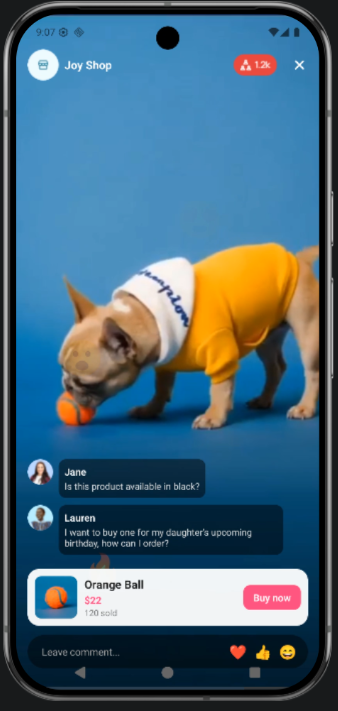 9:07
Joy Shop
1.2k
Champion
Jane
Is this product available in black?
Lauren
I want to buy one for my daughter's upcoming
birthday, how can I order?
Orange Ball
$22
120 sold
Buy now
Leave comment...